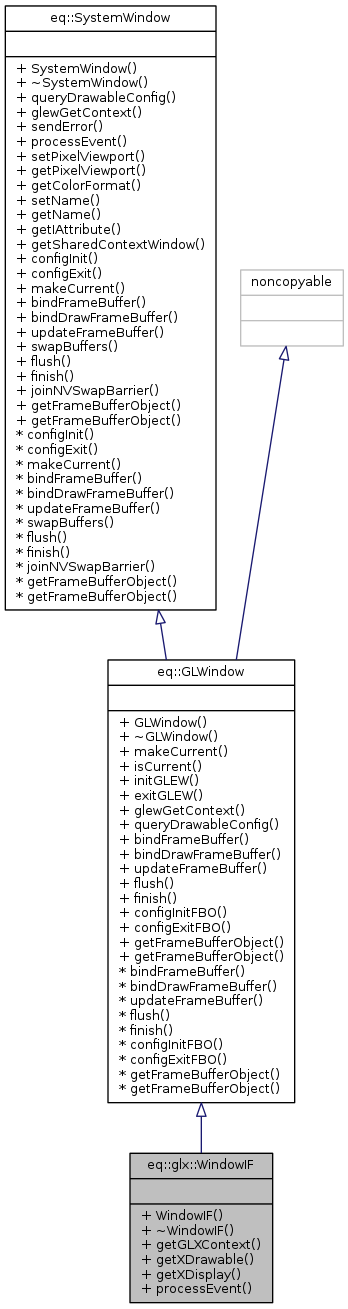 eq::SystemWindow
+ SystemWindow()
+ ~SystemWindow()
+ queryDrawableConfig()
+ glewGetContext()
+ sendError()
+ processEvent()
+ setPixelViewport()
+ getPixelViewport()
+ getColorFormat()
+ setName()
+ getName()
+ getIAttribute()
+ getSharedContextWindow()
+ configInit()
+ configExit()
+ makeCurrent()
+ bindFrameBuffer()
+ bindDrawFrameBuffer()
+ updateFrameBuffer()
+ swapBuffers()
+ flush()
+ finish()
+ joinNVSwapBarrier()
+ getFrameBufferObject()
+ getFrameBufferObject()
* configInit()
* configExit()
* makeCurrent()
* bindFrameBuffer()
* bindDrawFrameBuffer()
* updateFrameBuffer()
* swapBuffers()
* flush()
* finish()
* joinNVSwapBarrier()
* getFrameBufferObject()
* getFrameBufferObject()
noncopyable
eq::GLWindow
+ GLWindow()
+ ~GLWindow()
+ makeCurrent()
+ isCurrent()
+ initGLEW()
+ exitGLEW()
+ glewGetContext()
+ queryDrawableConfig()
+ bindFrameBuffer()
+ bindDrawFrameBuffer()
+ updateFrameBuffer()
+ flush()
+ finish()
+ configInitFBO()
+ configExitFBO()
+ getFrameBufferObject()
+ getFrameBufferObject()
* bindFrameBuffer()
* bindDrawFrameBuffer()
* updateFrameBuffer()
* flush()
* finish()
* configInitFBO()
* configExitFBO()
* getFrameBufferObject()
* getFrameBufferObject()
eq::glx::WindowIF
+ WindowIF()
+ ~WindowIF()
+ getGLXContext()
+ getXDrawable()
+ getXDisplay()
+ processEvent()